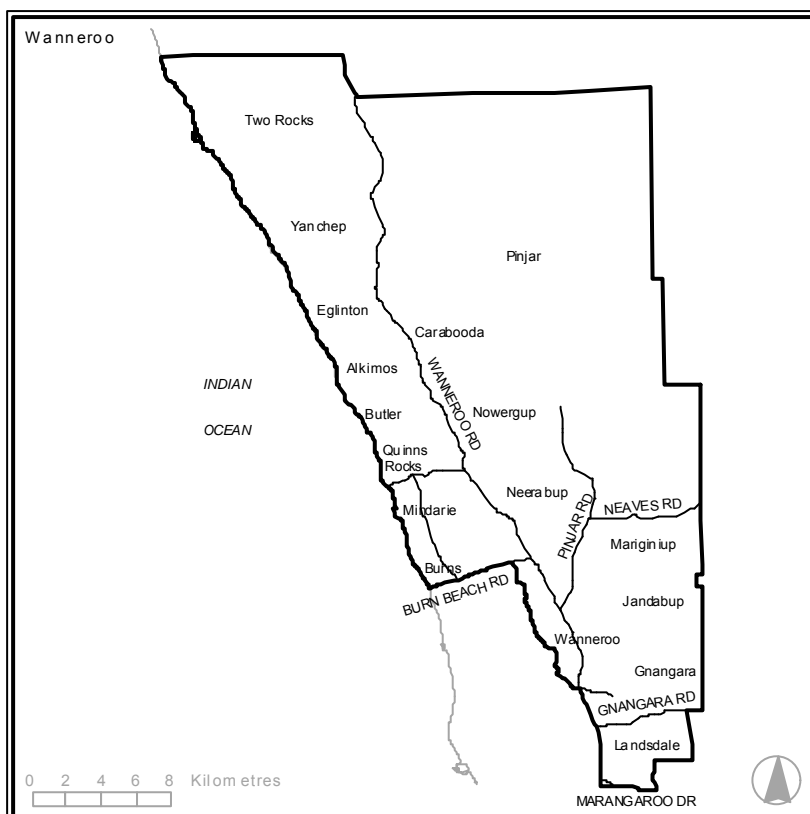 Wanneroo
Two Rocks
Yanchep
Pinjar
Eglinton
Carabooda
WANNEROO RD
Alkimos
INDIAN
OCEAN
Butler
Nowergup
Quinns
Rocks
Neerabup
Mindarie
PINJAR RD
NEAVES RD
Mariginiup
Burns
BURN BEACH RD
Jandabup
Wanneroo
Gnangara
GNANGARA RD
Landsdale
0 2 4 6 8 Kilometres
MARANGAROO DR